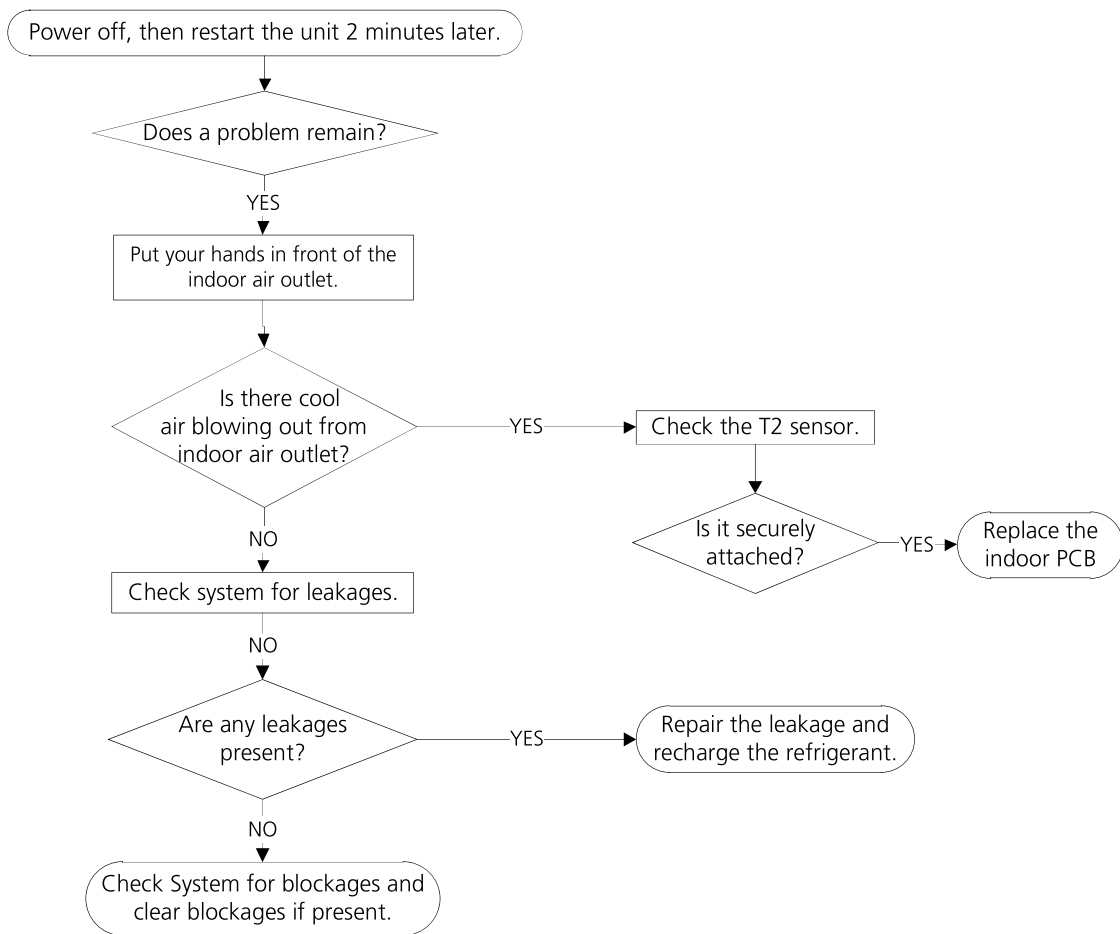 Power off, then restart the unit 2 minutes later.
Does a problem remain?
YES
Put your hands in front of the
indoor air outlet.
Is there cool
air blowing out from
indoor air outlet?
YES
Check the T2 sensor.
Is it securely
attached?
YES
Replace the
indoor PCB
NO
Check system for leakages.
NO
Are any leakages
present?
YES
Repair the leakage and
recharge the refrigerant.
NO
Check System for blockages and
clear blockages if present.